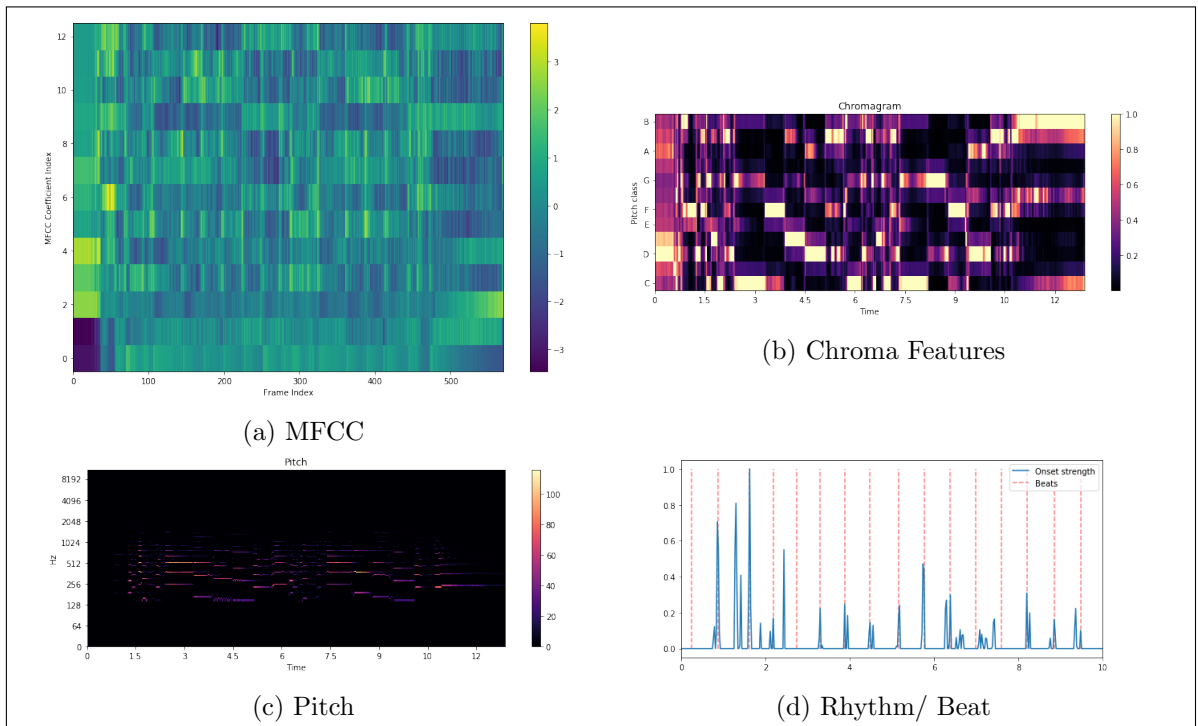 12
10
8
6
4
2
0
MFCC Coefficient Index
0 100 200 300 400 500
Frame Index
3
2
1
0
−1
−2
−3
(a) MFCC
Chromagram
B
A
G
F
E
D
C
Pitch class
0 1.5 3 4.5 6 7.5 9 10 12
Time
1.0
0.8
0.6
0.4
0.2
(b) Chroma Features
Pitch
8192
4096
2048
1024
512
256
128
64
0
Hz
0 1.5 3 4.5 6 7.5 9 10 12
Time
100
80
60
40
20
0
(c) Pitch
1.0
0.8
0.6
0.4
0.2
0.0
Onset strength
Beats
0 2 4 6 8 10
(d) Rhythm/ Beat